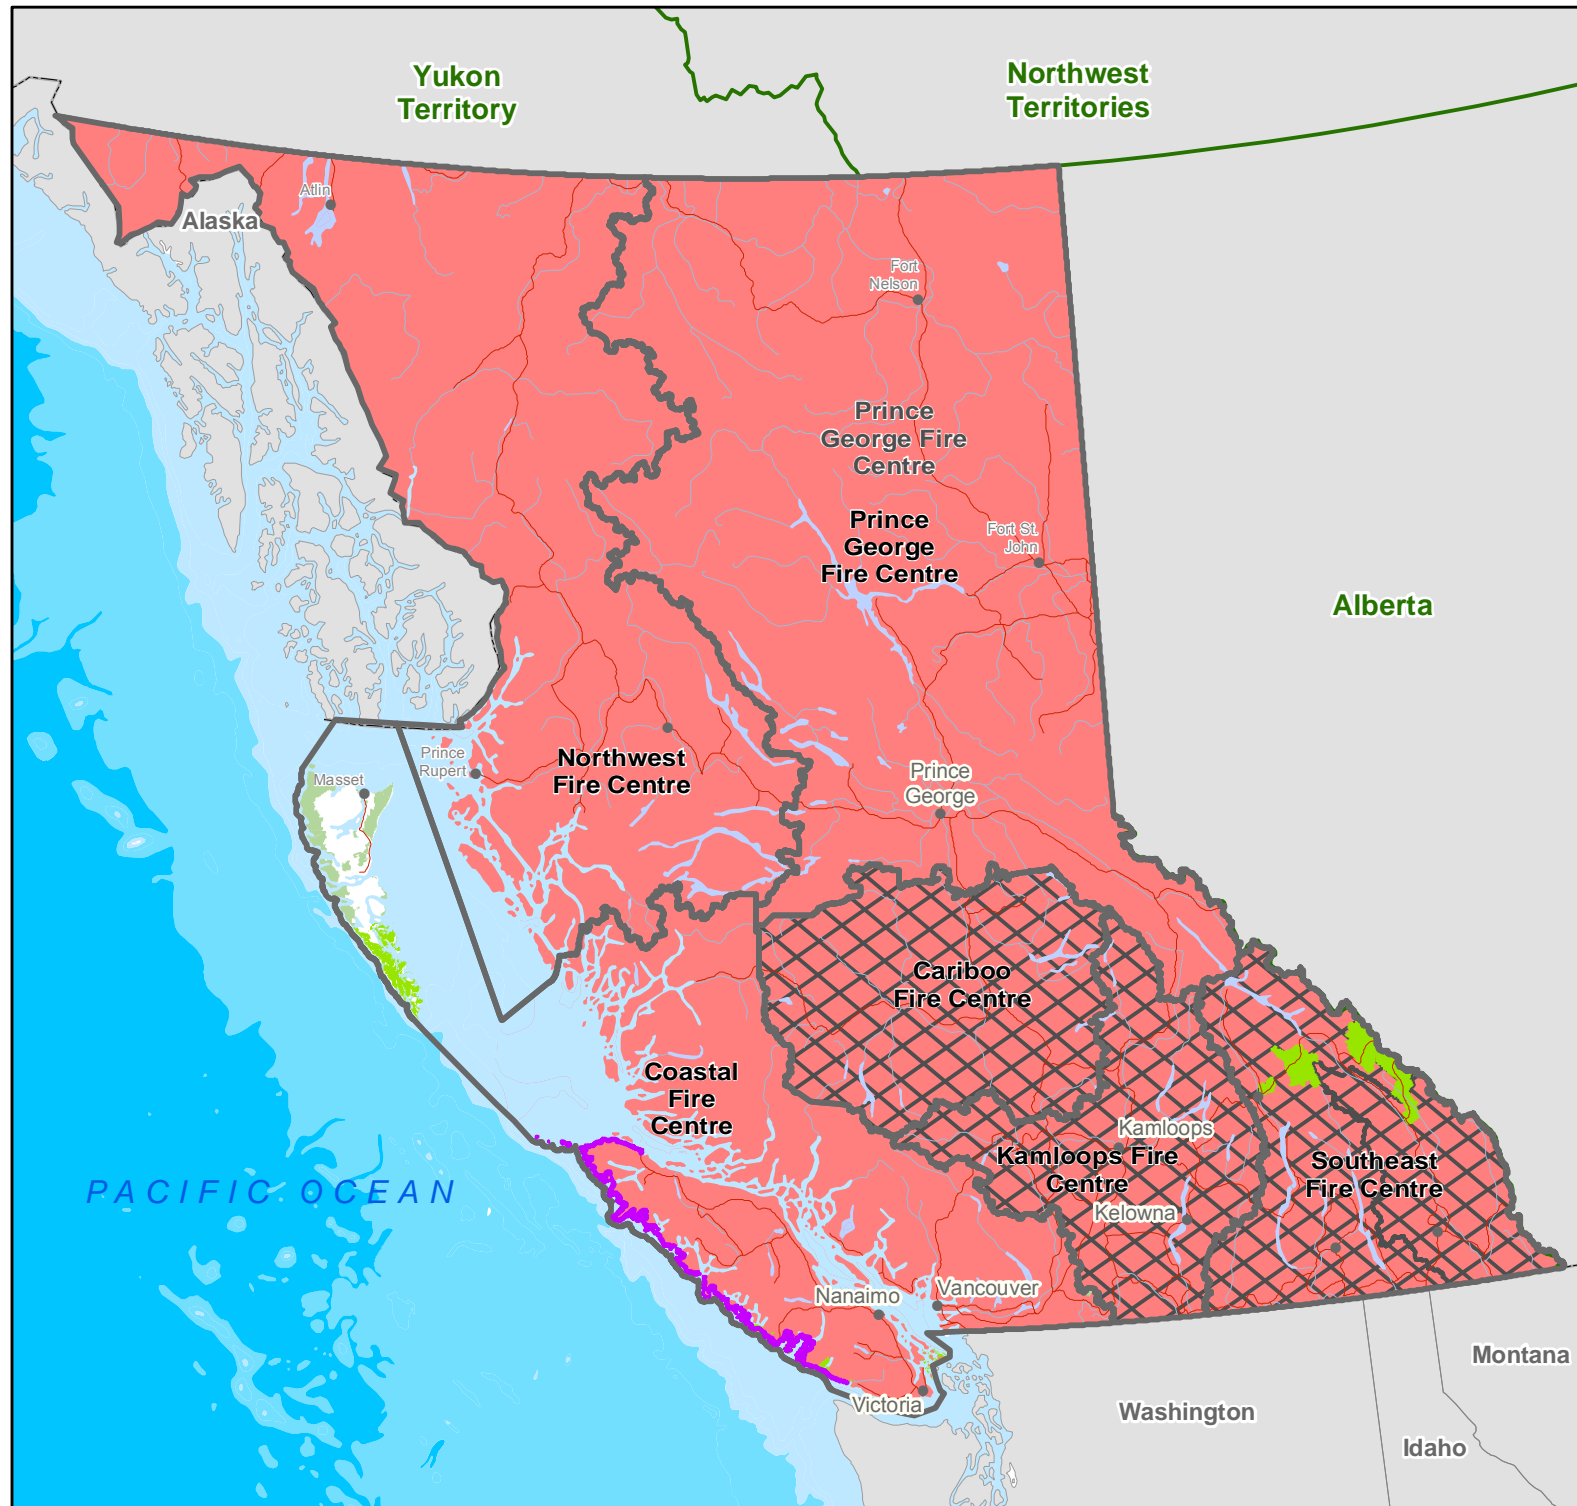 Yukon
Territory
Northwest
Territories
Atlin
Alaska
Fort
Nelson
Prince
George Fire
Centre
Prince
George
Fire Centre
Fort St.
John
Alberta
Northwest
Fire Centre
Prince
Rupert
Masset
Prince
George
Cariboo
Fire Centre
Coastal
Fire
Centre
Kamloops
Kamloops Fire
Centre
Southeast
Fire Centre
PACIFIC OCEAN
Kelowna
Nanaimo
Vancouver
Victoria
Washington
Montana
Idaho